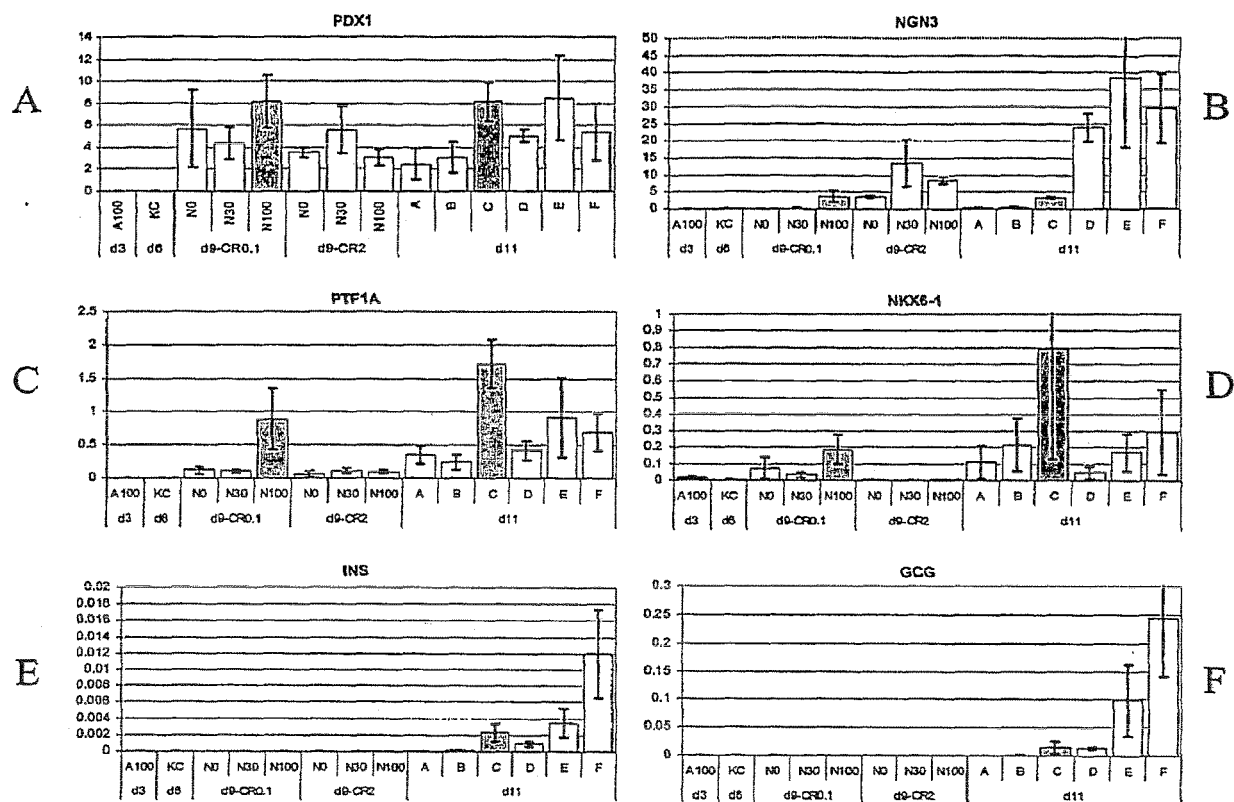 PDX1
14
12
10
8
6
4
2
0
A100 KC N0 N30 N100 N0 N30 N100 A B C D E F
d3 d6 d9-CR0.1 d9-CR2 d11
A
NGN3
50
45
40
35
30
25
20
15
10
5
0
A100 KC N0 N30 N100 N0 N30 N100 A B C D E F
d3 d6 d9-CR0.1 d9-CR2 d11
B
PTF1A
2.5
2
1.5
1
0.5
0
A100 KC N0 N30 N100 N0 N30 N100 A B C D E F
d3 d6 d9-CR0.1 d9-CR2 d11
C
NKX6-1
1
0.9
0.8
0.7
0.6
0.5
0.4
0.3
0.2
0.1
0
A100 KC N0 N30 N100 N0 N30 N100 A B C D E F
d3 d6 d9-CR0.1 d9-CR2 d11
D
INS
0.02
0.018
0.016
0.014
0.012
0.01
0.008
0.006
0.004
0.002
0
A100 KC N0 N30 N100 N0 N30 N100 A B C D E F
d3 d6 d9-CR0.1 d9-CR2 d11
E
GCG
0.3
0.25
0.2
0.15
0.1
0.05
0
A100 KC N0 N30 N100 N0 N30 N100 A B C D E F
d3 d6 d9-CR0.1 d9-CR2 d11
F